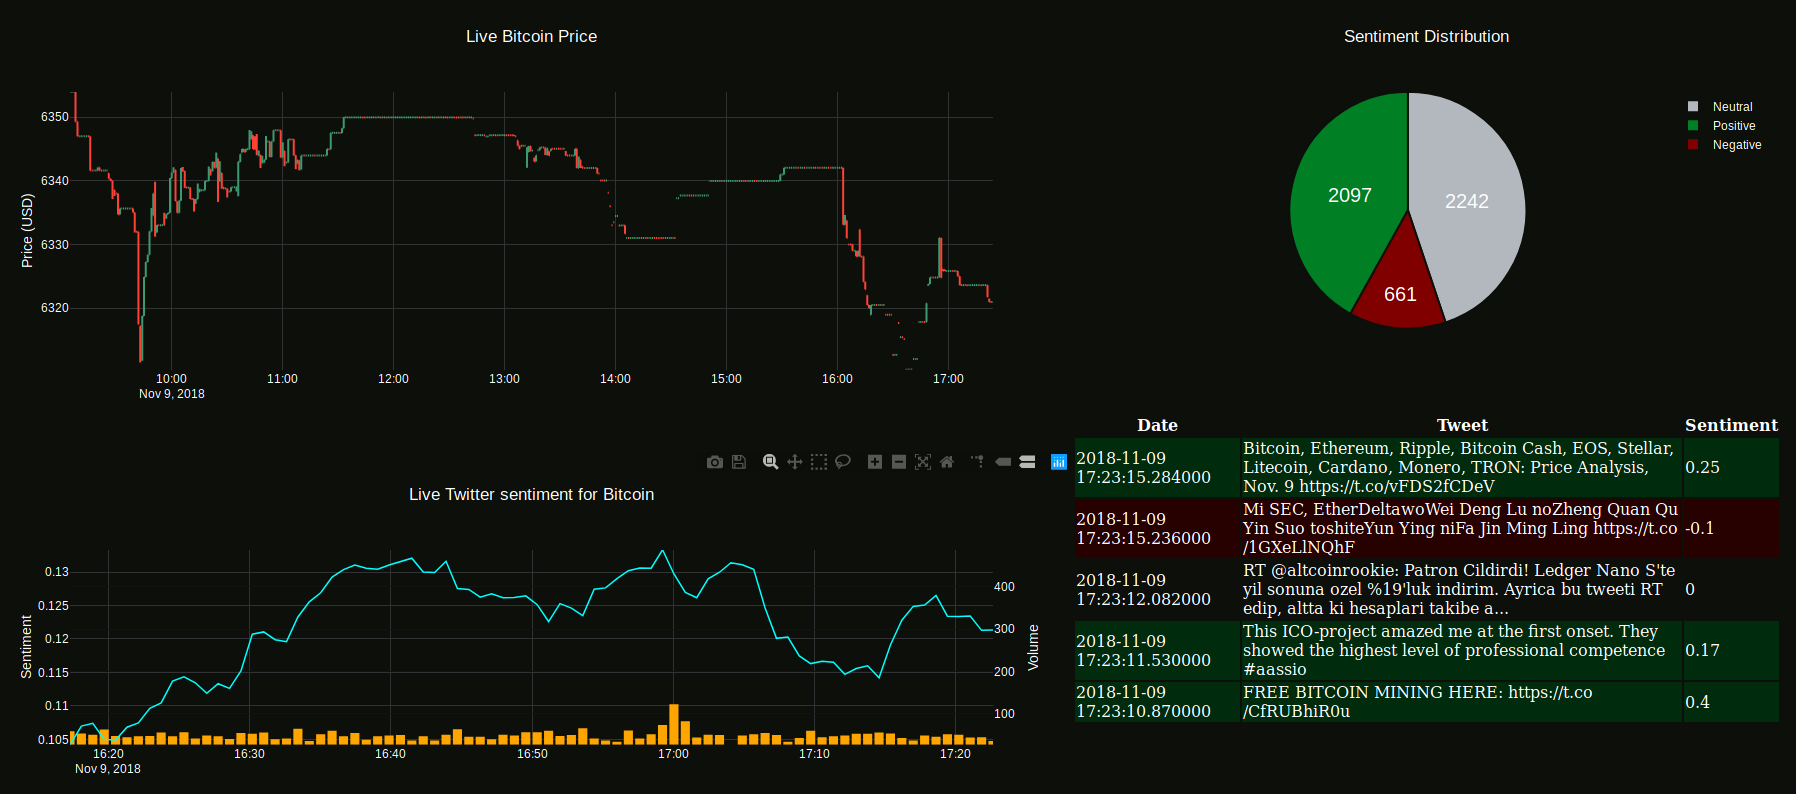 Live Bitcoin Price
Price (USD)
6350
6340
6330
6320
10:00
11:00
12:00
13:00
14:00
15:00
16:00
17:00
Nov 9, 2018
Sentiment Distribution
2097
2242
661
Neutral
Positive
Negative
Live Twitter sentiment for Bitcoin
Sentiment
0.13
0.125
0.12
0.115
0.11
0.105
400
300
200
100
Volume
16:20
16:30
16:40
16:50
17:00
17:10
17:20
Nov 9, 2018
Date Tweet Sentiment
2018-11-09
17:23:15.284000
Bitcoin, Ethereum, Ripple, Bitcoin Cash, EOS, Stellar,
Litecoin, Cardano, Monero, TRON: Price Analysis,
Nov. 9 https://t.co/vFDS2fCDeV
0.25
2018-11-09
17:23:15.236000
Mi SEC, EtherDeltawoWei Deng Lu noZheng Quan Qu
Yin Suo toshiteYun Ying niFa Jin Ming Ling https://t.co
/1GXeLlNQhF
-0.1
2018-11-09
17:23:12.082000
RT @altcoinrookie: Patron Cildirdi! Ledger Nano S'te
yil sonuna ozel %19'luk indirim. Ayrica bu tweeti RT
edip, altta ki hesaplari takibe a...
0
2018-11-09
17:23:11.530000
This ICO-project amazed me at the first onset. They
showed the highest level of professional competence
#aassio
0.17
2018-11-09
17:23:10.870000
FREE BITCOIN MINING HERE: https://t.co
/CfRUBhiR0u
0.4